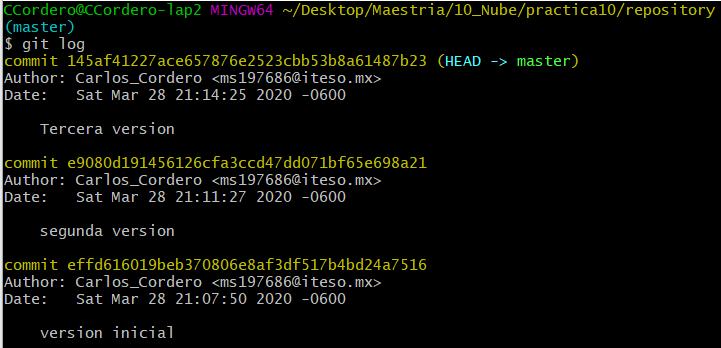 CCordero@CCordero-lap2 MINGW64 ~/Desktop/Maestria/10_Nube/practica10/repository
(master)
$ git log
commit 145af41227ace657876e2523cbb53b8a61487b23 (HEAD -> master)
Author: Carlos_Cordero <ms197686@iteso.mx>
Date:   Sat Mar 28 21:14:25 2020 -0600
    Tercera version
commit e9080d191456126cfa3ccd47dd071bf65e698a21
Author: Carlos_Cordero <ms197686@iteso.mx>
Date:   Sat Mar 28 21:11:27 2020 -0600
    segunda version
commit effd616019beb370806e8af3df517b4bd24a7516
Author: Carlos_Cordero <ms197686@iteso.mx>
Date:   Sat Mar 28 21:07:50 2020 -0600
    version inicial